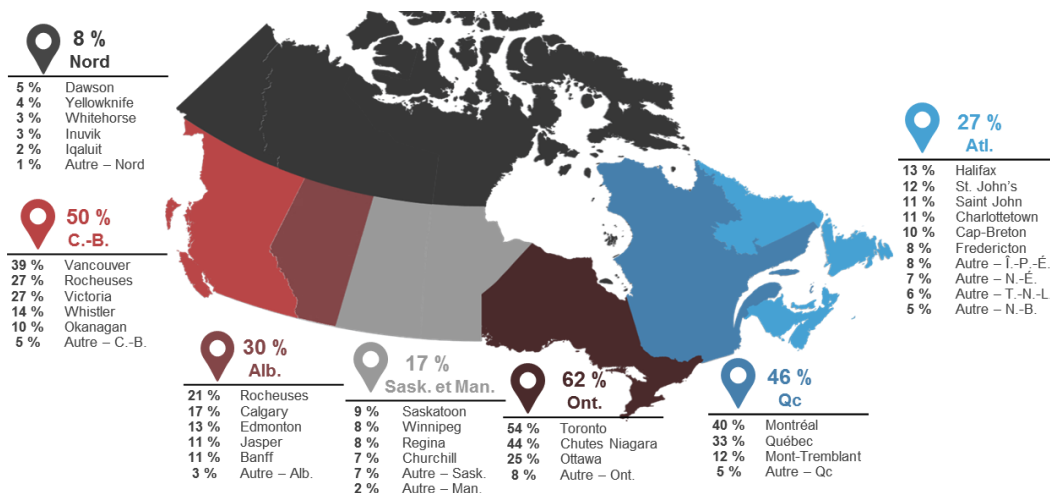 8 %
Nord
5 % Dawson
4 % Yellowknife
3 % Whitehorse
3 % Inuvik
2 % Iqaluit
1 % Autre – Nord
50 %
C.-B.
39 % Vancouver
27 % Rocheuses
27 % Victoria
14 % Whistler
10 % Okanagan
5 % Autre – C.-B.
30 %
Alb.
21 % Rocheuses
17 % Calgary
13 % Edmonton
11 % Jasper
11 % Banff
3 % Autre – Alb.
17 %
Sask. et Man.
9 % Saskatoon
8 % Winnipeg
8 % Regina
7 % Churchill
7 % Autre – Sask.
2 % Autre – Man.
62 %
Ont.
54 % Toronto
44 % Chutes Niagara
25 % Ottawa
8 % Autre – Ont.
46 %
Qc
40 % Montréal
33 % Québec
12 % Mont-Tremblant
5 % Autre – Qc
27 %
Atl.
13 % Halifax
12 % St. John's
11 % Saint John
11 % Charlottetown
10 % Cap-Breton
8 % Fredericton
8 % Autre – Î.-P.-É.
7 % Autre – N.-É.
6 % Autre – T.-N.-L
5 % Autre – N.-B.